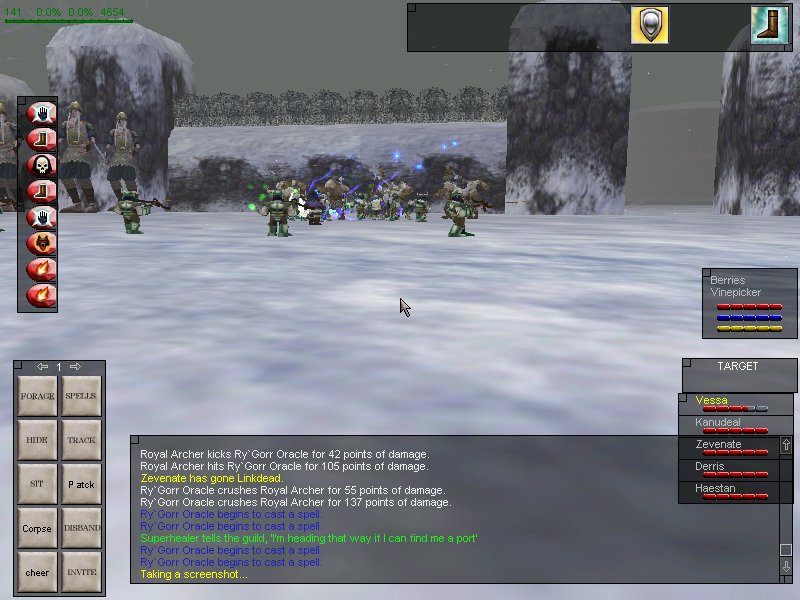 141 0.0% 0.0% 4654
Berries
Vinepicker
TARGET
Vessa
Kanudeal
Zevenate
Derris
Haestan
1
FORAGE SPELLS
HIDE TRACK
SIT P atck
Corpse DISBAND
cheer INVITE
Royal Archer kicks Ry`Gorr Oracle for 42 points of damage.
Royal Archer hits Ry`Gorr Oracle for 105 points of damage.
Zevenate has gone Linkdead.
Ry`Gorr Oracle crushes Royal Archer for 55 points of damage.
Ry`Gorr Oracle crushes Royal Archer for 137 points of damage.
Ry`Gorr Oracle begins to cast a spell.
Ry`Gorr Oracle begins to cast a spell.
Superhealer tells the guild, 'I'm heading that way if I can find me a port'
Ry`Gorr Oracle begins to cast a spell.
Ry`Gorr Oracle begins to cast a spell.
Taking a screenshot...